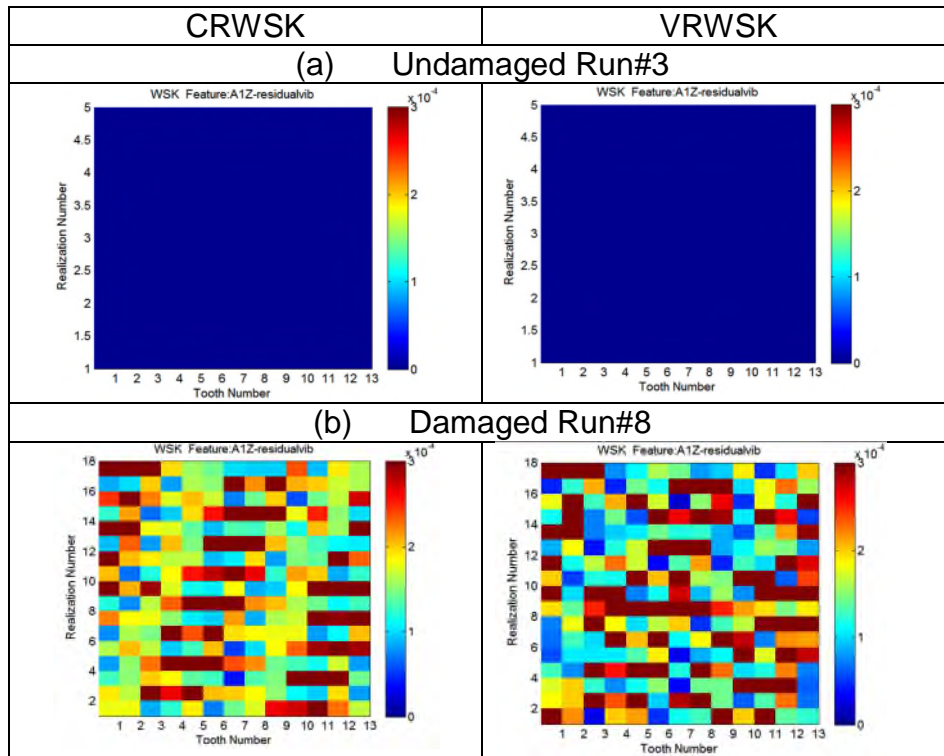 CRWSK VRWSK
(a) Undamaged Run#3
WSK Feature:A1Z-residualvib
x 10-4
5
4.5
4
3.5
3
2.5
2
1.5
1
Realization Number
1 2 3 4 5 6 7 8 9 10 11 12 13
Tooth Number
3
2
1
0
WSK Feature:A1Z-residualvib
x 10-4
5
4.5
4
3.5
3
2.5
2
1.5
1
Realization Number
1 2 3 4 5 6 7 8 9 10 11 12 13
Tooth Number
3
2
1
0
(b) Damaged Run#8
WSK Feature:A1Z-residualvib
x 10-4
18
16
14
12
10
8
6
4
2
Realization Number
1 2 3 4 5 6 7 8 9 10 11 12 13
Tooth Number
3
2
1
0
WSK Feature:A1Z-residualvib
x 10-4
18
16
14
12
10
8
6
4
2
Realization Number
1 2 3 4 5 6 7 8 9 10 11 12 13
Tooth Number
3
2
1
0